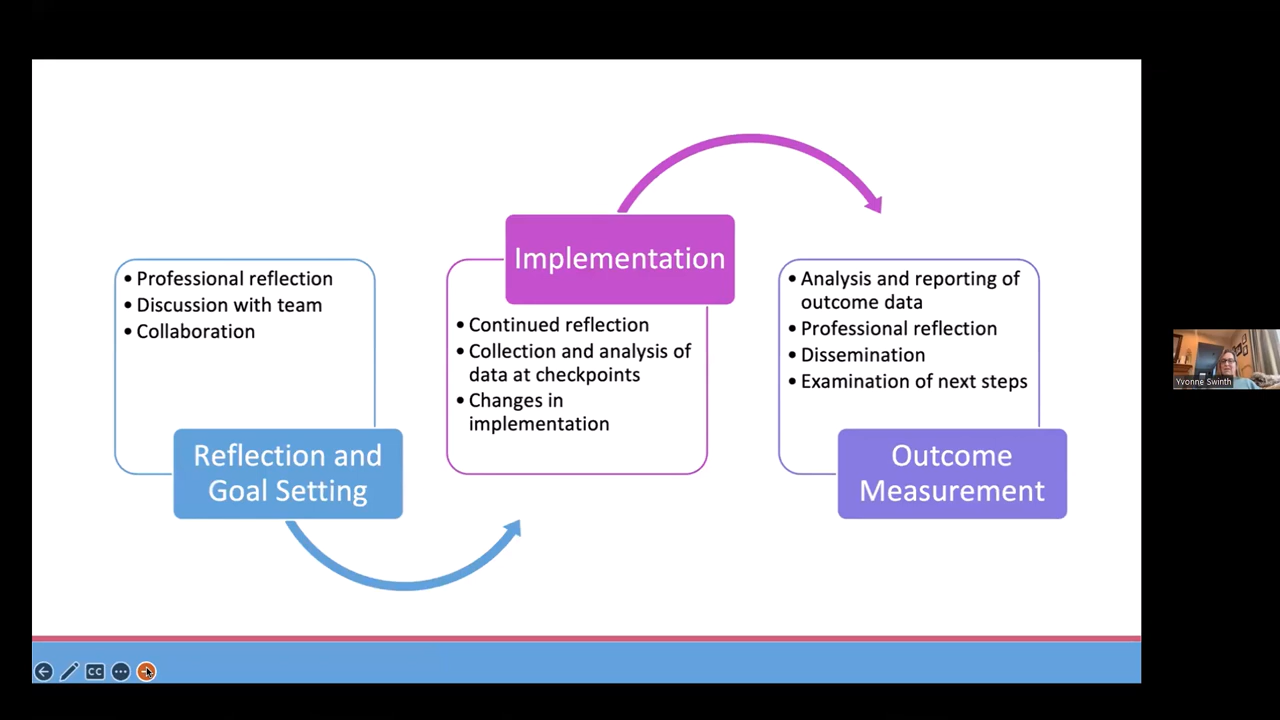 • Professional reflection
• Discussion with team
• Collaboration
Reflection and
Goal Setting
Implementation
• Continued reflection
• Collection and analysis of
data at checkpoints
• Changes in
implementation
• Analysis and reporting of
outcome data
• Professional reflection
• Dissemination
• Examination of next steps
Outcome
Measurement
Yvonne Swinth
CC